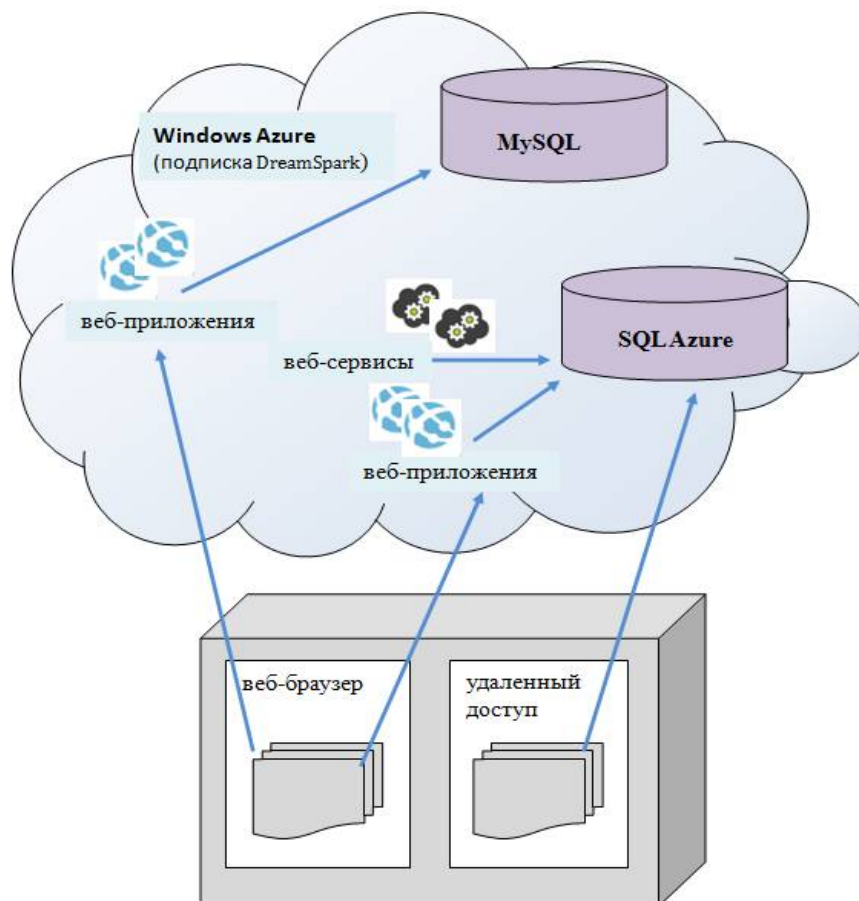 Windows Azure
(подписка DreamSpark)
MySQL
веб-приложения
SQL Azure
веб-сервисы
веб-приложения
веб-браузер
удаленный
доступ